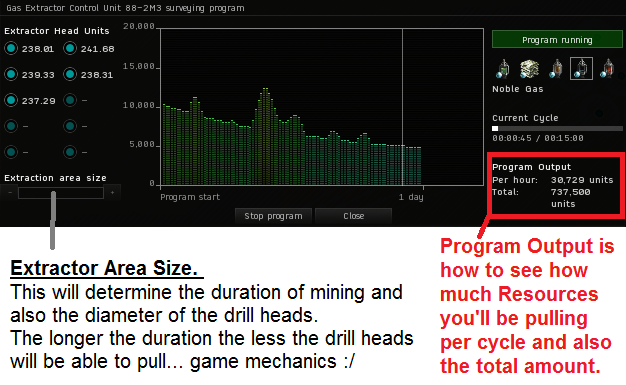 Gas Extractor Control Unit 88-2M3 surveying program
Extractor Head Units
238.01 241.68
239.33 238.31
237.29 –
– –
– –
Extraction area size
– +
20,000
15,000
10,000
5,000
0
Program start 1 day
Stop program Close
Program running
Noble Gas
Current Cycle
00:00:45 / 00:15:00
Program Output
Per hour: 30,729 units
Total: 737,500
units
Extractor Area Size.
This will determine the duration of mining and
also the diameter of the drill heads.
The longer the duration the less the drill heads
will be able to pull... game mechanics :/
Program Output is
how to see how
much Resources
you'll be pulling
per cycle and also
the total amount.